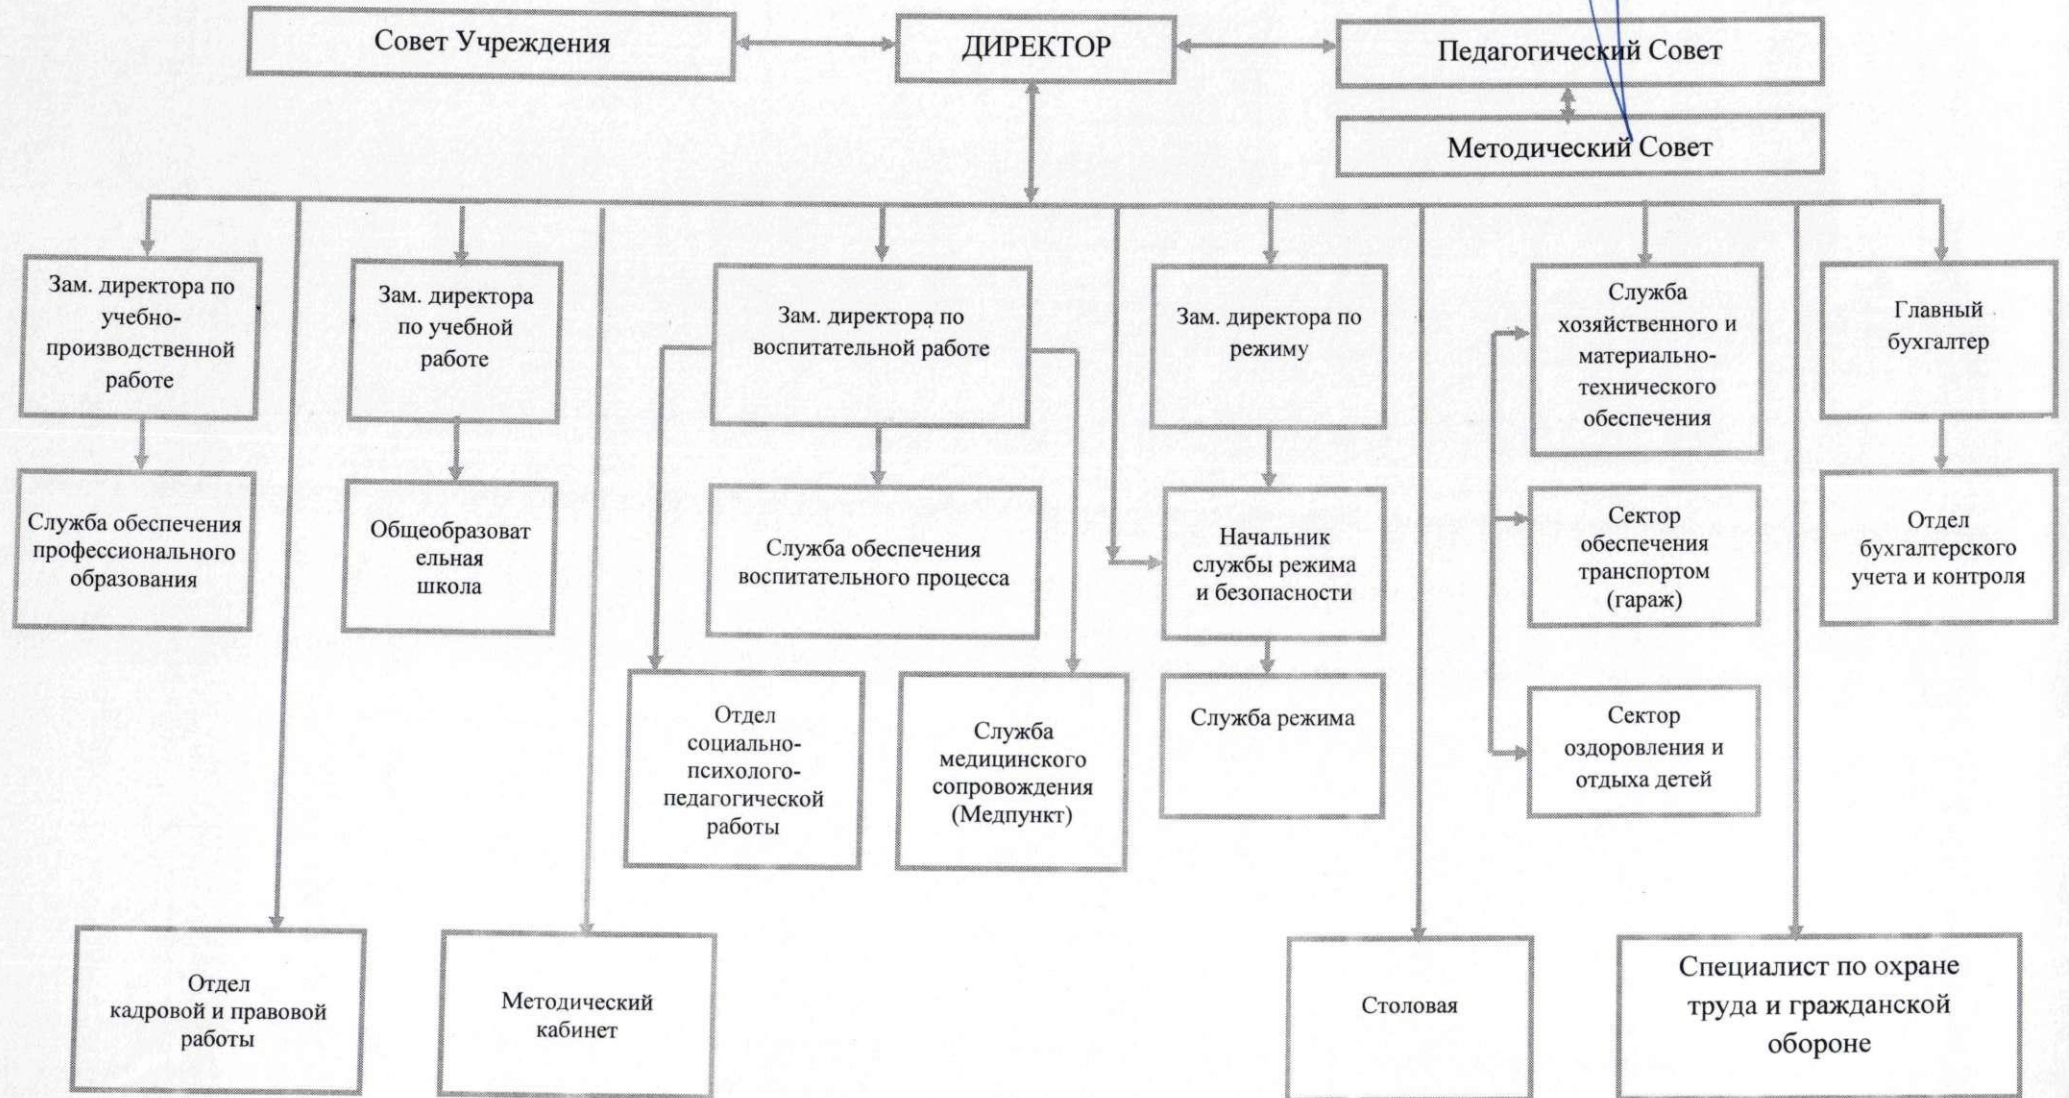 Совет Учреждения
ДИРЕКТОР
Педагогический Совет
Методический Совет
Зам. директора по
учебно-
производственной
работе
Зам. директора
по учебной
работе
Зам. директора по
воспитательной работе
Зам. директора по
режиму
Служба
хозяйственного и
материально-
технического
обеспечения
Главный
бухгалтер
Служба обеспечения
профессионального
образования
Общеобразоват
ельная
школа
Служба обеспечения
воспитательного процесса
Начальник
службы режима
и безопасности
Сектор
обеспечения
транспортом
(гараж)
Отдел
бухгалтерского
учета и контроля
Отдел
социально-
психолого-
педагогической
работы
Служба
медицинского
сопровождения
(Медпункт)
Служба режима
Сектор
оздоровления и
отдыха детей
Отдел
кадровой и правовой
работы
Методический
кабинет
Столовая
Специалист по охране
труда и гражданской
обороне